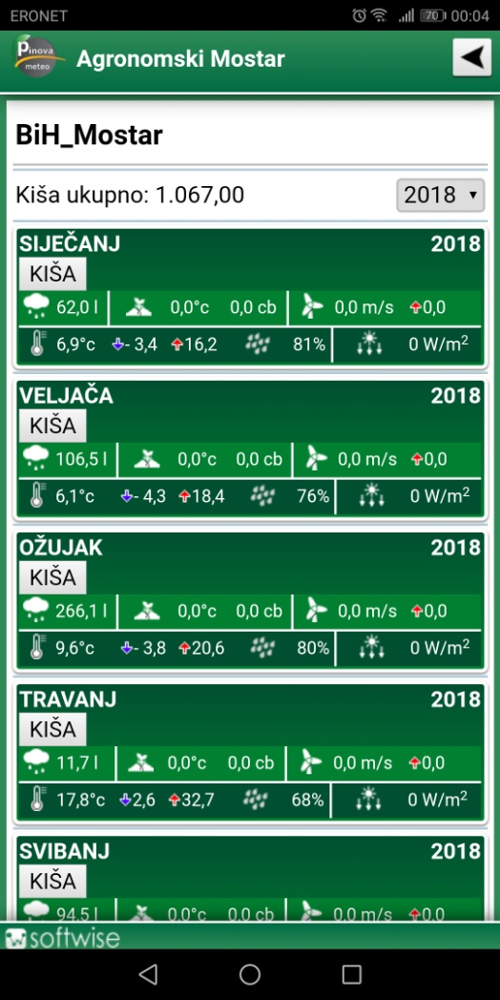 ERONET 70 00:04
Pinova meteo Agronomski Mostar
BiH_Mostar
Kiša ukupno: 1.067,00 2018
SIJEČANJ 2018
KIŠA
62,0 l 0,0°c 0,0 cb 0,0 m/s 0,0
6,9°c - 3,4 16,2 81% 0 W/m²
VELJAČA 2018
KIŠA
106,5 l 0,0°c 0,0 cb 0,0 m/s 0,0
6,1°c - 4,3 18,4 76% 0 W/m²
OŽUJAK 2018
KIŠA
266,1 l 0,0°c 0,0 cb 0,0 m/s 0,0
9,6°c - 3,8 20,6 80% 0 W/m²
TRAVANJ 2018
KIŠA
11,7 l 0,0°c 0,0 cb 0,0 m/s 0,0
17,8°c 2,6 32,7 68% 0 W/m²
SVIBANJ 2018
KIŠA
94,5 l 0,0°c 0,0 cb 0,0 m/s 0,0
softwise